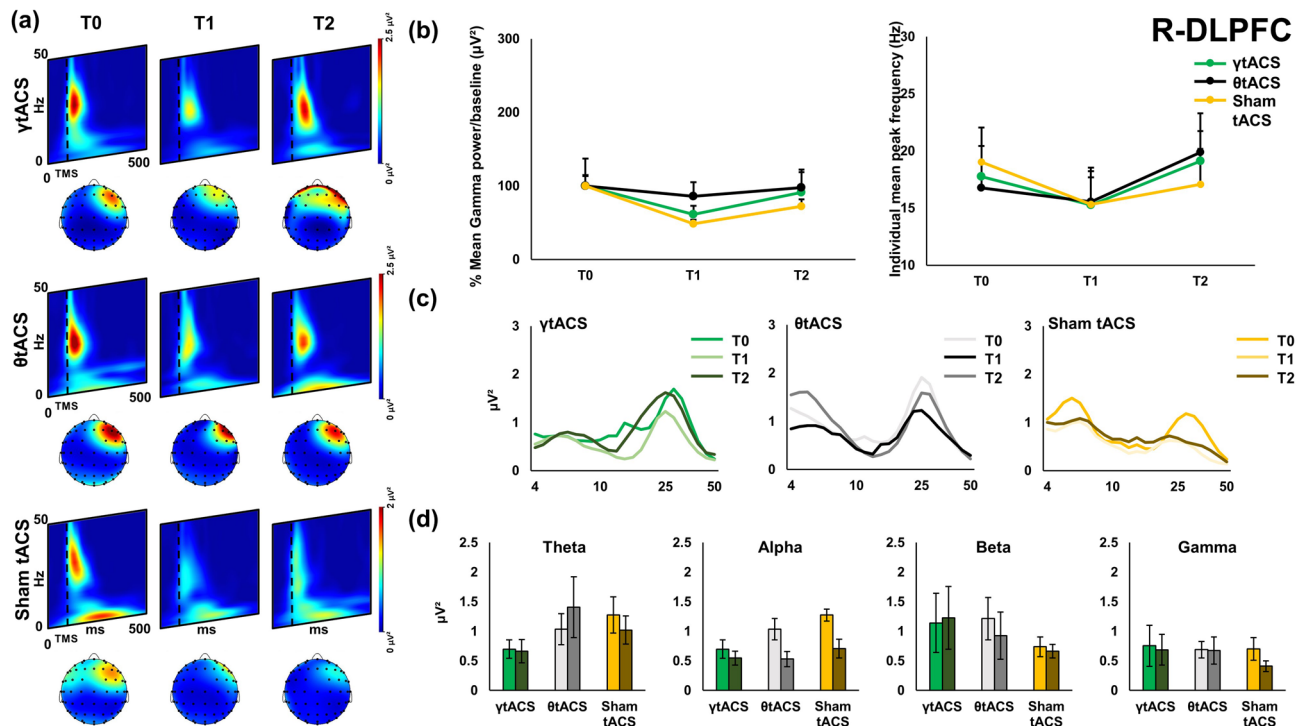 (a)
T0
T1
T2
γtACS
50
Hz
0
0
TMS
500
2.5 µV²
0 µV²
θtACS
50
Hz
0
0
TMS
500
2.5 µV²
0 µV²
Sham tACS
50
Hz
0
0
TMS
ms
500
ms
2 µV²
0 µV²
(b)
% Mean Gamma power/baseline (µV²)
300
200
100
0
T0
T1
T2
R-DLPFC
Individual mean peak frequency (Hz)
30
25
20
15
10
T0
T1
T2
γtACS
θtACS
Sham
tACS
(c)
γtACS
µV²
3
2
1
0
4
10
25
50
T0
T1
T2
θtACS
3
2
1
0
4
10
25
50
T0
T1
T2
Sham tACS
3
2
1
0
4
10
25
50
T0
T1
T2
(d)
Theta
µV²
2.5
2
1.5
1
0.5
0
γtACS
θtACS
Sham
tACS
Alpha
2.5
2
1.5
1
0.5
0
γtACS
θtACS
Sham
tACS
Beta
2.5
2
1.5
1
0.5
0
γtACS
θtACS
Sham
tACS
Gamma
2.5
2
1.5
1
0.5
0
γtACS
θtACS
Sham
tACS